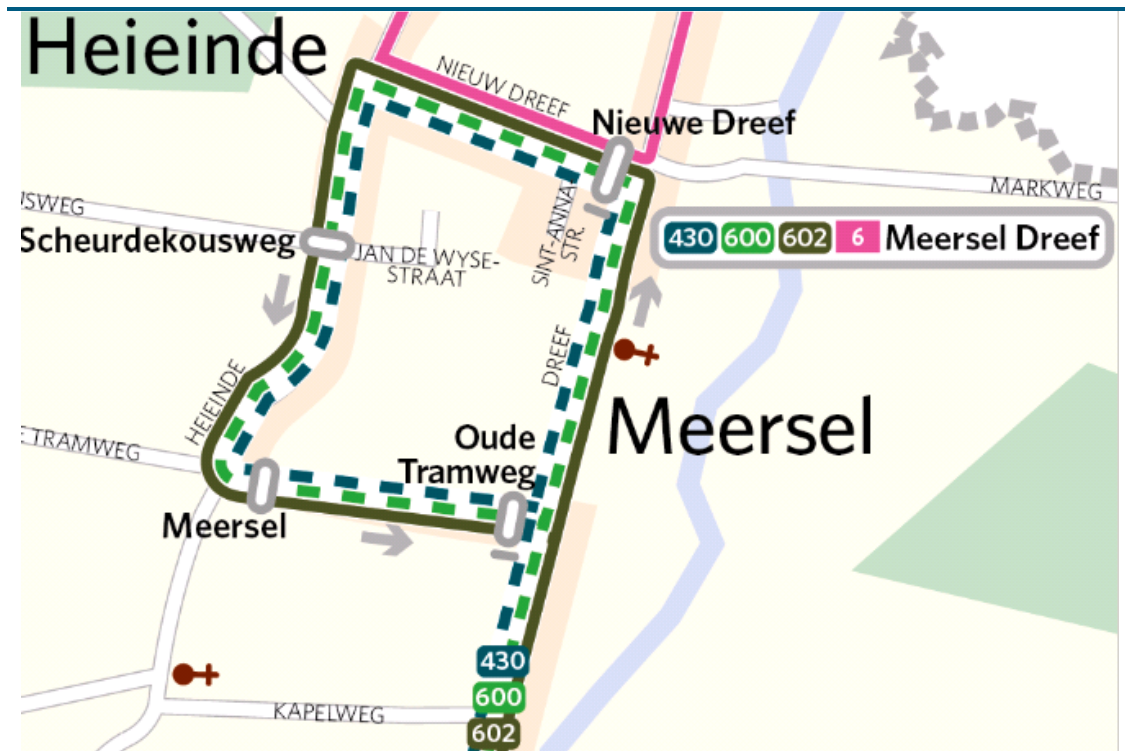 Heieinde
NIEUW DREEF
Nieuwe Dreef
MARKWEG
Scheurdekousweg
JAN DE WYSE-
STRAAT
SINT-ANNA
STR.
430 600 602 6 Meersel Dreef
DREEF
HEIEINDE
Meersel
Oude
Tramweg
TRAMWEG
Meersel
430
600
KAPELWEG
602